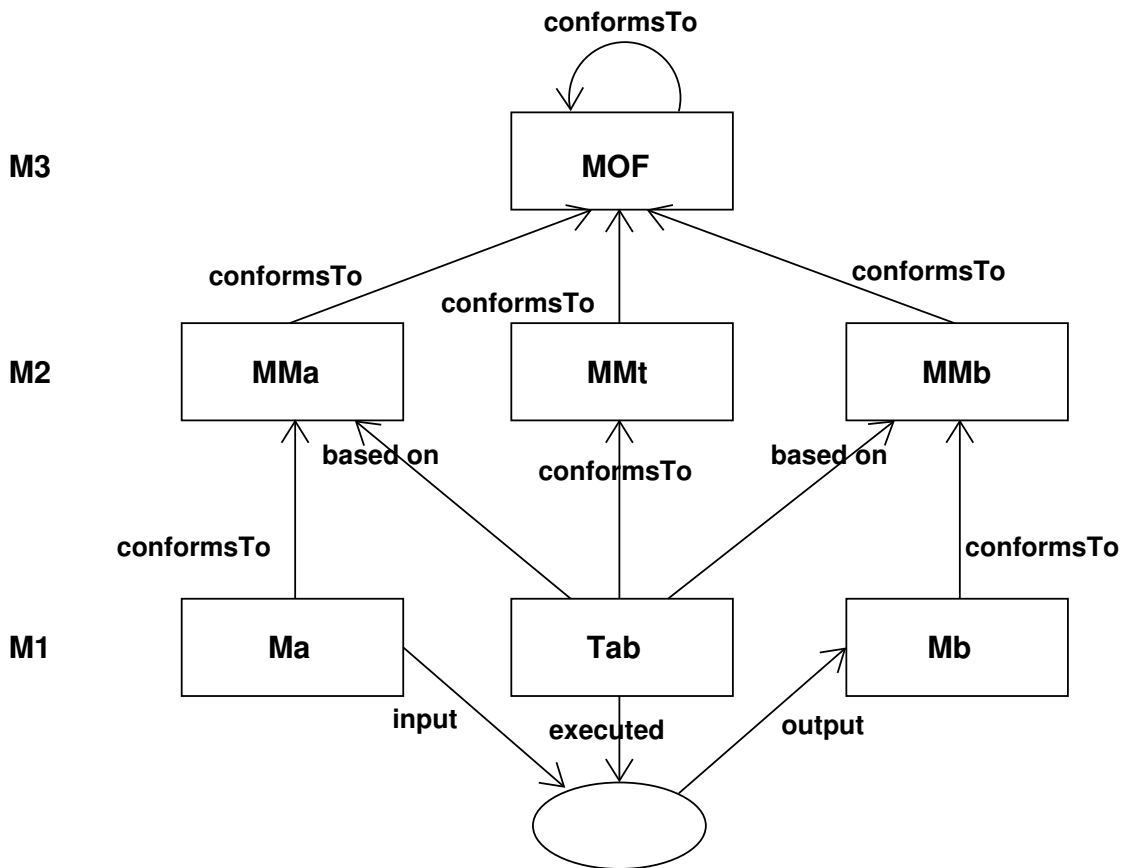 conformsTo
M3
MOF
conformsTo
conformsTo
conformsTo
M2
MMa
MMt
MMb
based on
conformsTo
based on
conformsTo
conformsTo
M1
Ma
Tab
Mb
input
executed
output